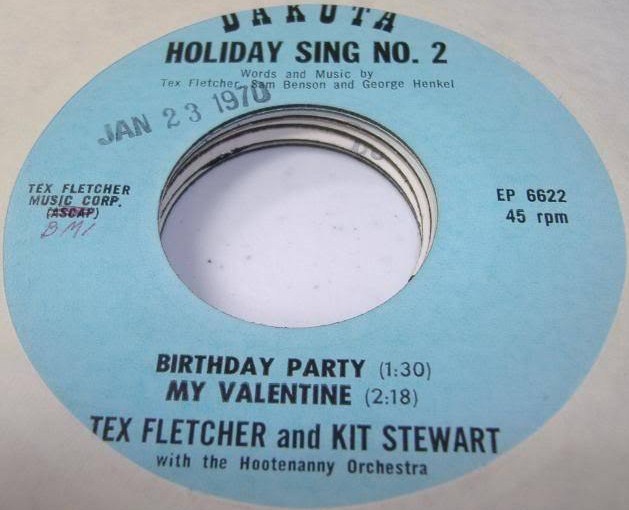 DAKOTA
HOLIDAY SING NO. 2
Words and Music by
Tex Fletcher, Sam Benson and George Henkel
JAN 23 1970
TEX FLETCHER
MUSIC CORP.
(ASCAP)
BMI
EP 6622
45 rpm
BIRTHDAY PARTY (1:30)
MY VALENTINE (2:18)
TEX FLETCHER and KIT STEWART
with the Hootenanny Orchestra